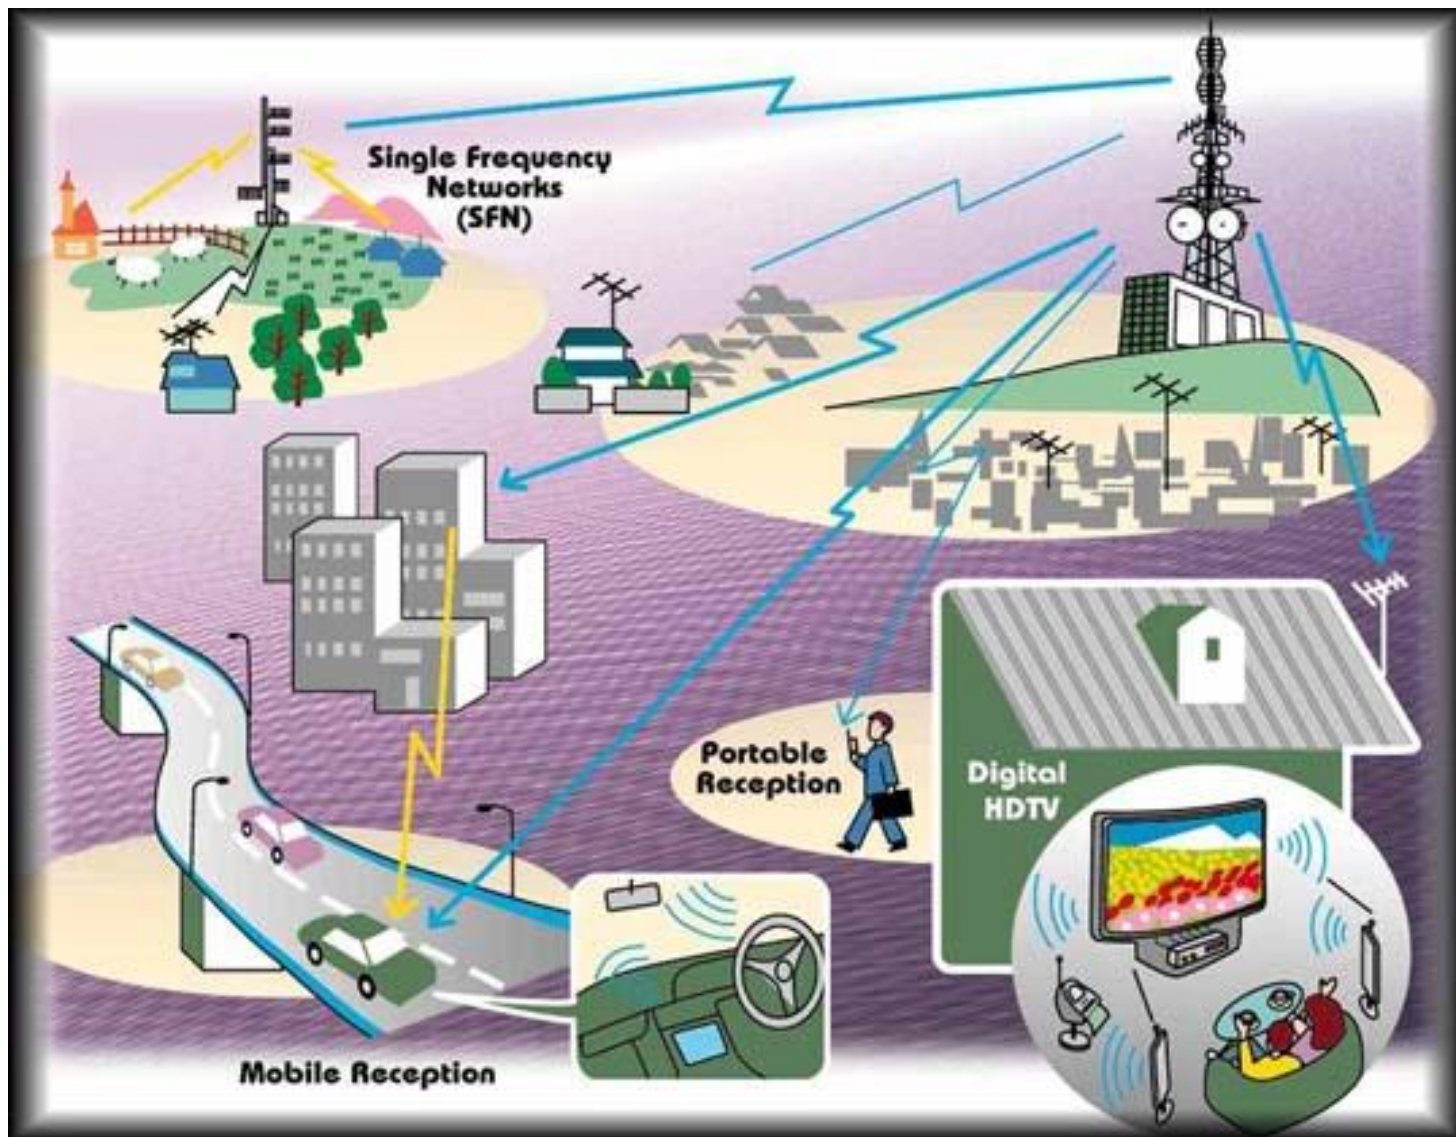 Single Frequency
Networks
(SFN)
Portable
Reception
Digital
HDTV
Mobile Reception